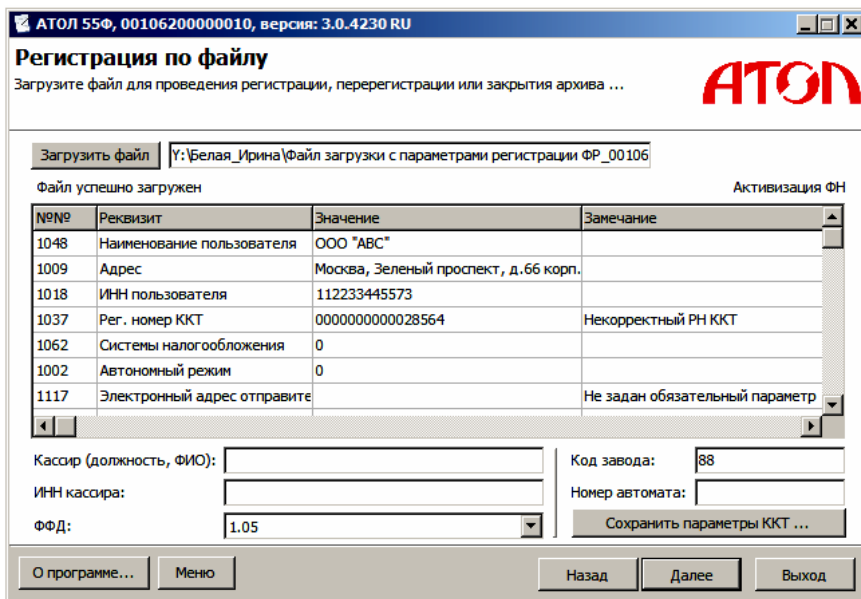 АТОЛ 55Ф, 00106200000010, версия: 3.0.4230 RU
Регистрация по файлу
Загрузите файл для проведения регистрации, перерегистрации или закрытия архива ...
АТОЛ
Загрузить файл Y:\Белая_Ирина\Файл загрузки с параметрами регистрации ФР_00106
Файл успешно загружен Активизация ФН
№№ Реквизит Значение Замечание
1048 Наименование пользователя ООО "АВС"
1009 Адрес Москва, Зеленый проспект, д.66 корп.
1018 ИНН пользователя 112233445573
1037 Рег. номер ККТ 0000000000028564 Некорректный РН ККТ
1062 Системы налогообложения 0
1002 Автономный режим 0
1117 Электронный адрес отправите Не задан обязательный параметр
Кассир (должность, ФИО): Код завода: 88
ИНН кассира: Номер автомата:
ФФД: 1.05 Сохранить параметры ККТ ...
О программе... Меню Назад Далее Выход